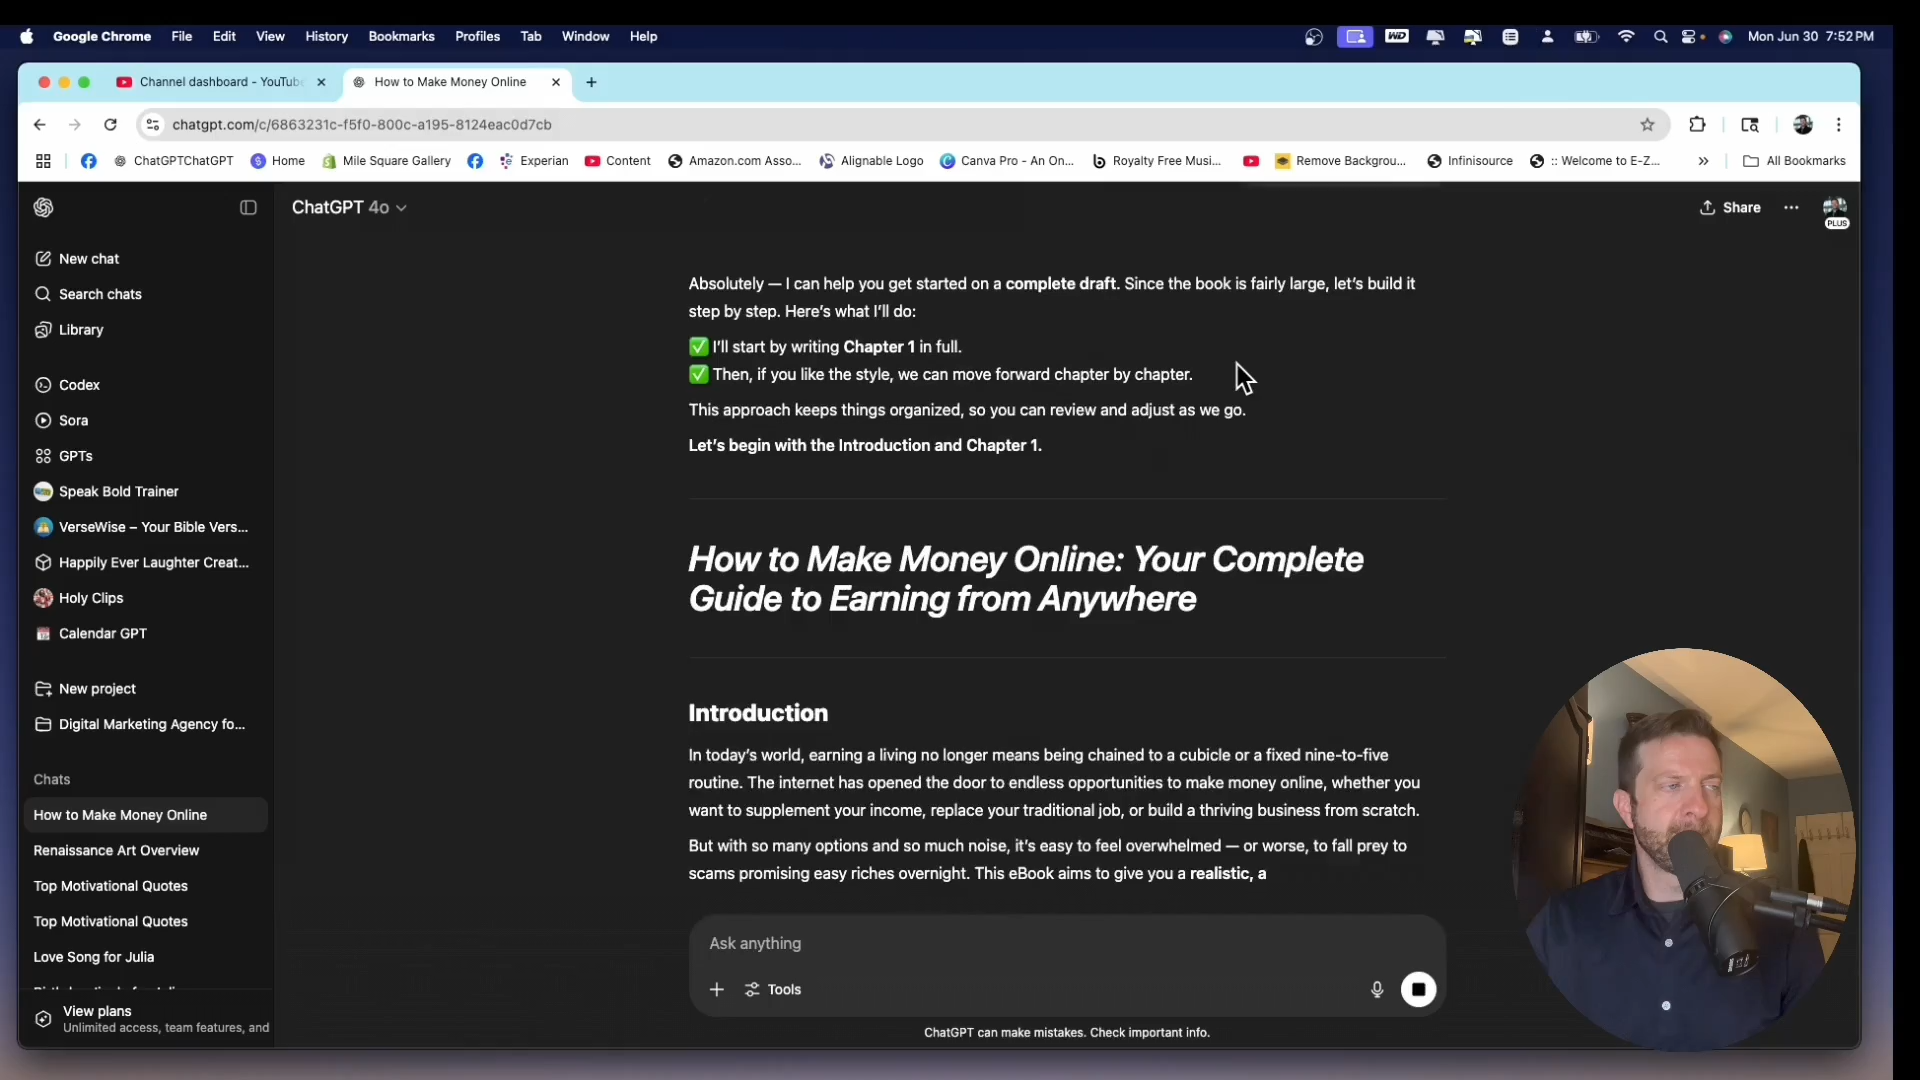 Google Chrome File Edit View History Bookmarks Profiles Tab Window Help
WD
Mon Jun 30 7:52 PM
Channel dashboard - YouTube
How to Make Money Online
chatgpt.com/c/6863231c-f5f0-800c-a195-8124eac0d7cb
ChatGPTChatGPT Home Mile Square Gallery Experian Content Amazon.com Asso... Alignable Logo Canva Pro - An On... Royalty Free Musi... Remove Backgrou... Infinisource :: Welcome to E-Z... All Bookmarks
ChatGPT 4o
Share
PLUS
New chat
Search chats
Library
Codex
Sora
GPTs
Speak Bold Trainer
VerseWise – Your Bible Vers...
Happily Ever Laughter Creat...
Holy Clips
Calendar GPT
New project
Digital Marketing Agency fo...
Chats
How to Make Money Online
Renaissance Art Overview
Top Motivational Quotes
Top Motivational Quotes
Love Song for Julia
View plans
Unlimited access, team features, and
Absolutely — I can help you get started on a complete draft. Since the book is fairly large, let's build it
step by step. Here's what I'll do:
✅ I'll start by writing Chapter 1 in full.
✅ Then, if you like the style, we can move forward chapter by chapter.
This approach keeps things organized, so you can review and adjust as we go.
Let's begin with the Introduction and Chapter 1.
How to Make Money Online: Your Complete
Guide to Earning from Anywhere
Introduction
In today's world, earning a living no longer means being chained to a cubicle or a fixed nine-to-five
routine. The internet has opened the door to endless opportunities to make money online, whether you
want to supplement your income, replace your traditional job, or build a thriving business from scratch.
But with so many options and so much noise, it's easy to feel overwhelmed — or worse, to fall prey to
scams promising easy riches overnight. This eBook aims to give you a realistic, a
Ask anything
Tools
ChatGPT can make mistakes. Check important info.